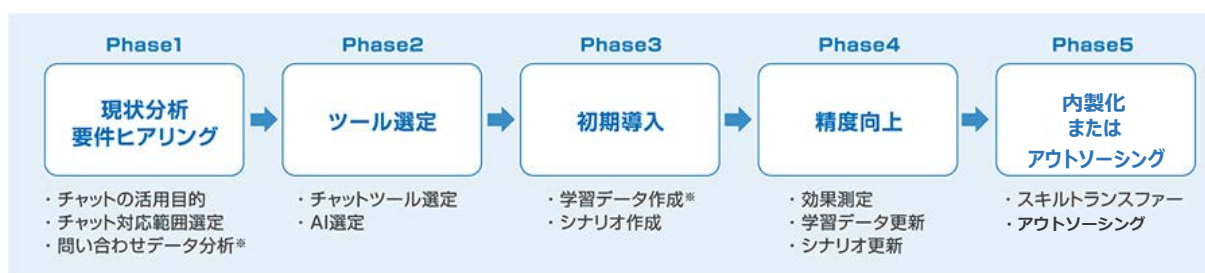 Phase1
現状分析
要件ヒアリング
・チャットの活用目的
・チャット対応範囲選定
・問い合わせデータ分析※
Phase2
ツール選定
・チャットツール選定
・AI選定
Phase3
初期導入
・学習データ作成※
・シナリオ作成
Phase4
精度向上
・効果測定
・学習データ更新
・シナリオ更新
Phase5
内製化
または
アウトソーシング
・スキルトランスファー
・アウトソーシング